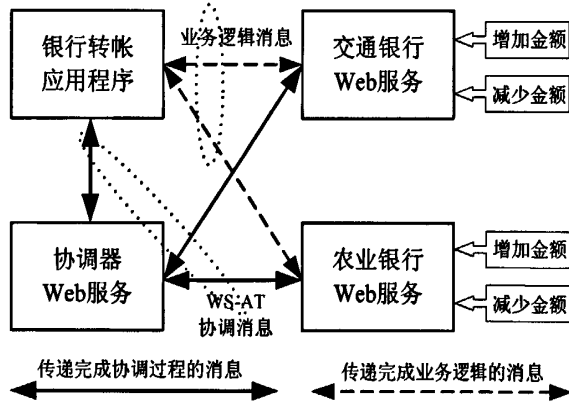 银行转帐
应用程序
业务逻辑消息
交通银行
Web服务
增加金额
减少金额
协调器
Web服务
WS-AT
协调消息
农业银行
Web服务
增加金额
减少金额
传递完成协调过程的消息
传递完成业务逻辑的消息